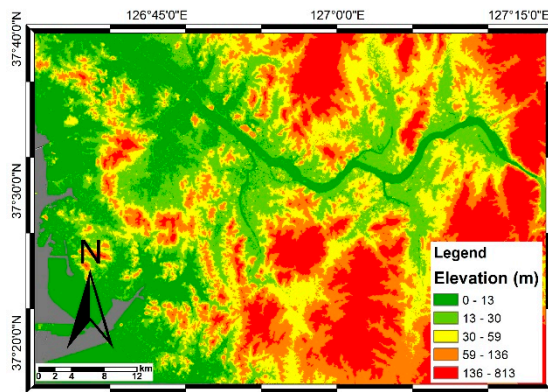 126°45'0"E 127°0'0"E 127°15'0"E
37°40'0"N
37°30'0"N
37°20'0"N
N
Legend
Elevation (m)
0 - 13
13 - 30
30 - 59
59 - 136
136 - 813
0 2 4 8 12
km